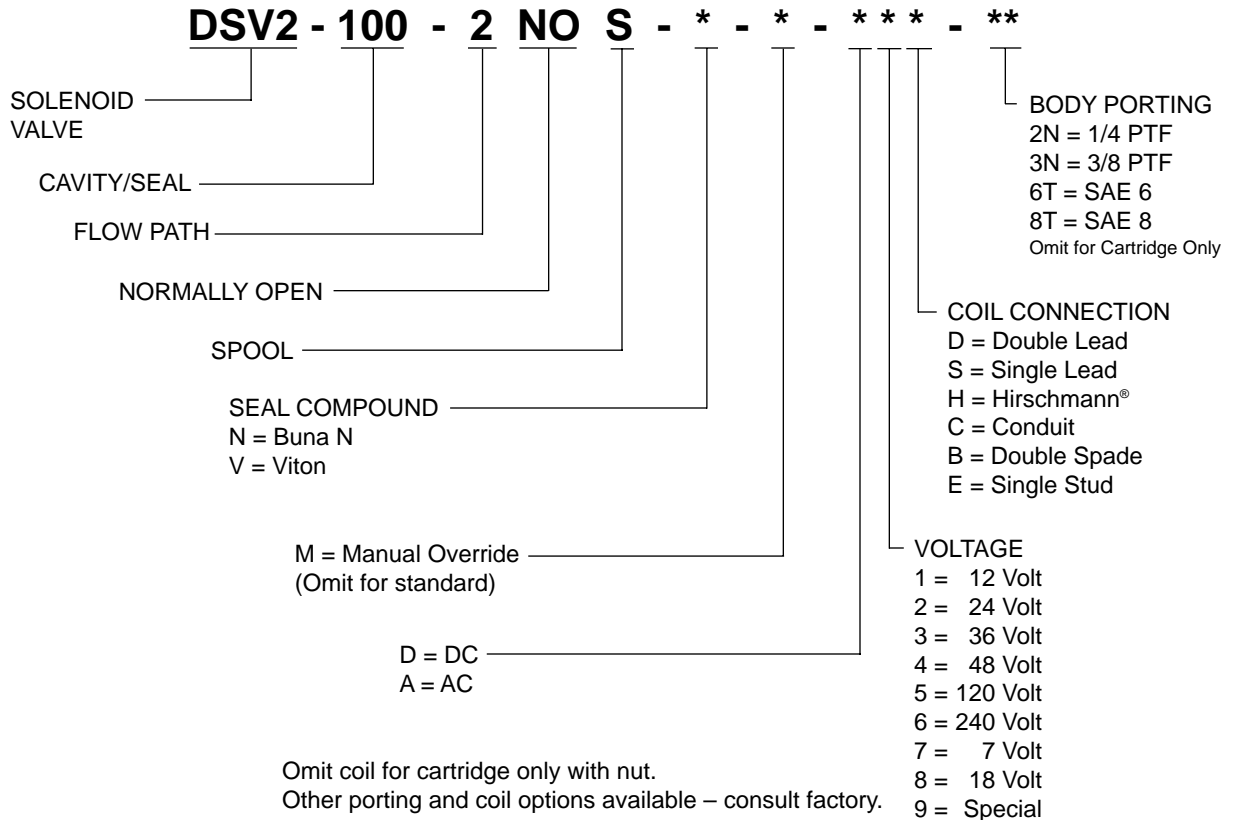 DSV2 - 100 - 2 NO S - * - * - * * * - **
SOLENOID
VALVE
CAVITY/SEAL
FLOW PATH
NORMALLY OPEN
SPOOL
SEAL COMPOUND
N = Buna N
V = Viton
M = Manual Override
(Omit for standard)
D = DC
A = AC
BODY PORTING
2N = 1/4 PTF
3N = 3/8 PTF
6T = SAE 6
8T = SAE 8
Omit for Cartridge Only
COIL CONNECTION
D = Double Lead
S = Single Lead
H = Hirschmann®
C = Conduit
B = Double Spade
E = Single Stud
VOLTAGE
1 = 12 Volt
2 = 24 Volt
3 = 36 Volt
4 = 48 Volt
5 = 120 Volt
6 = 240 Volt
7 = 7 Volt
8 = 18 Volt
9 = Special
Omit coil for cartridge only with nut.
Other porting and coil options available – consult factory.